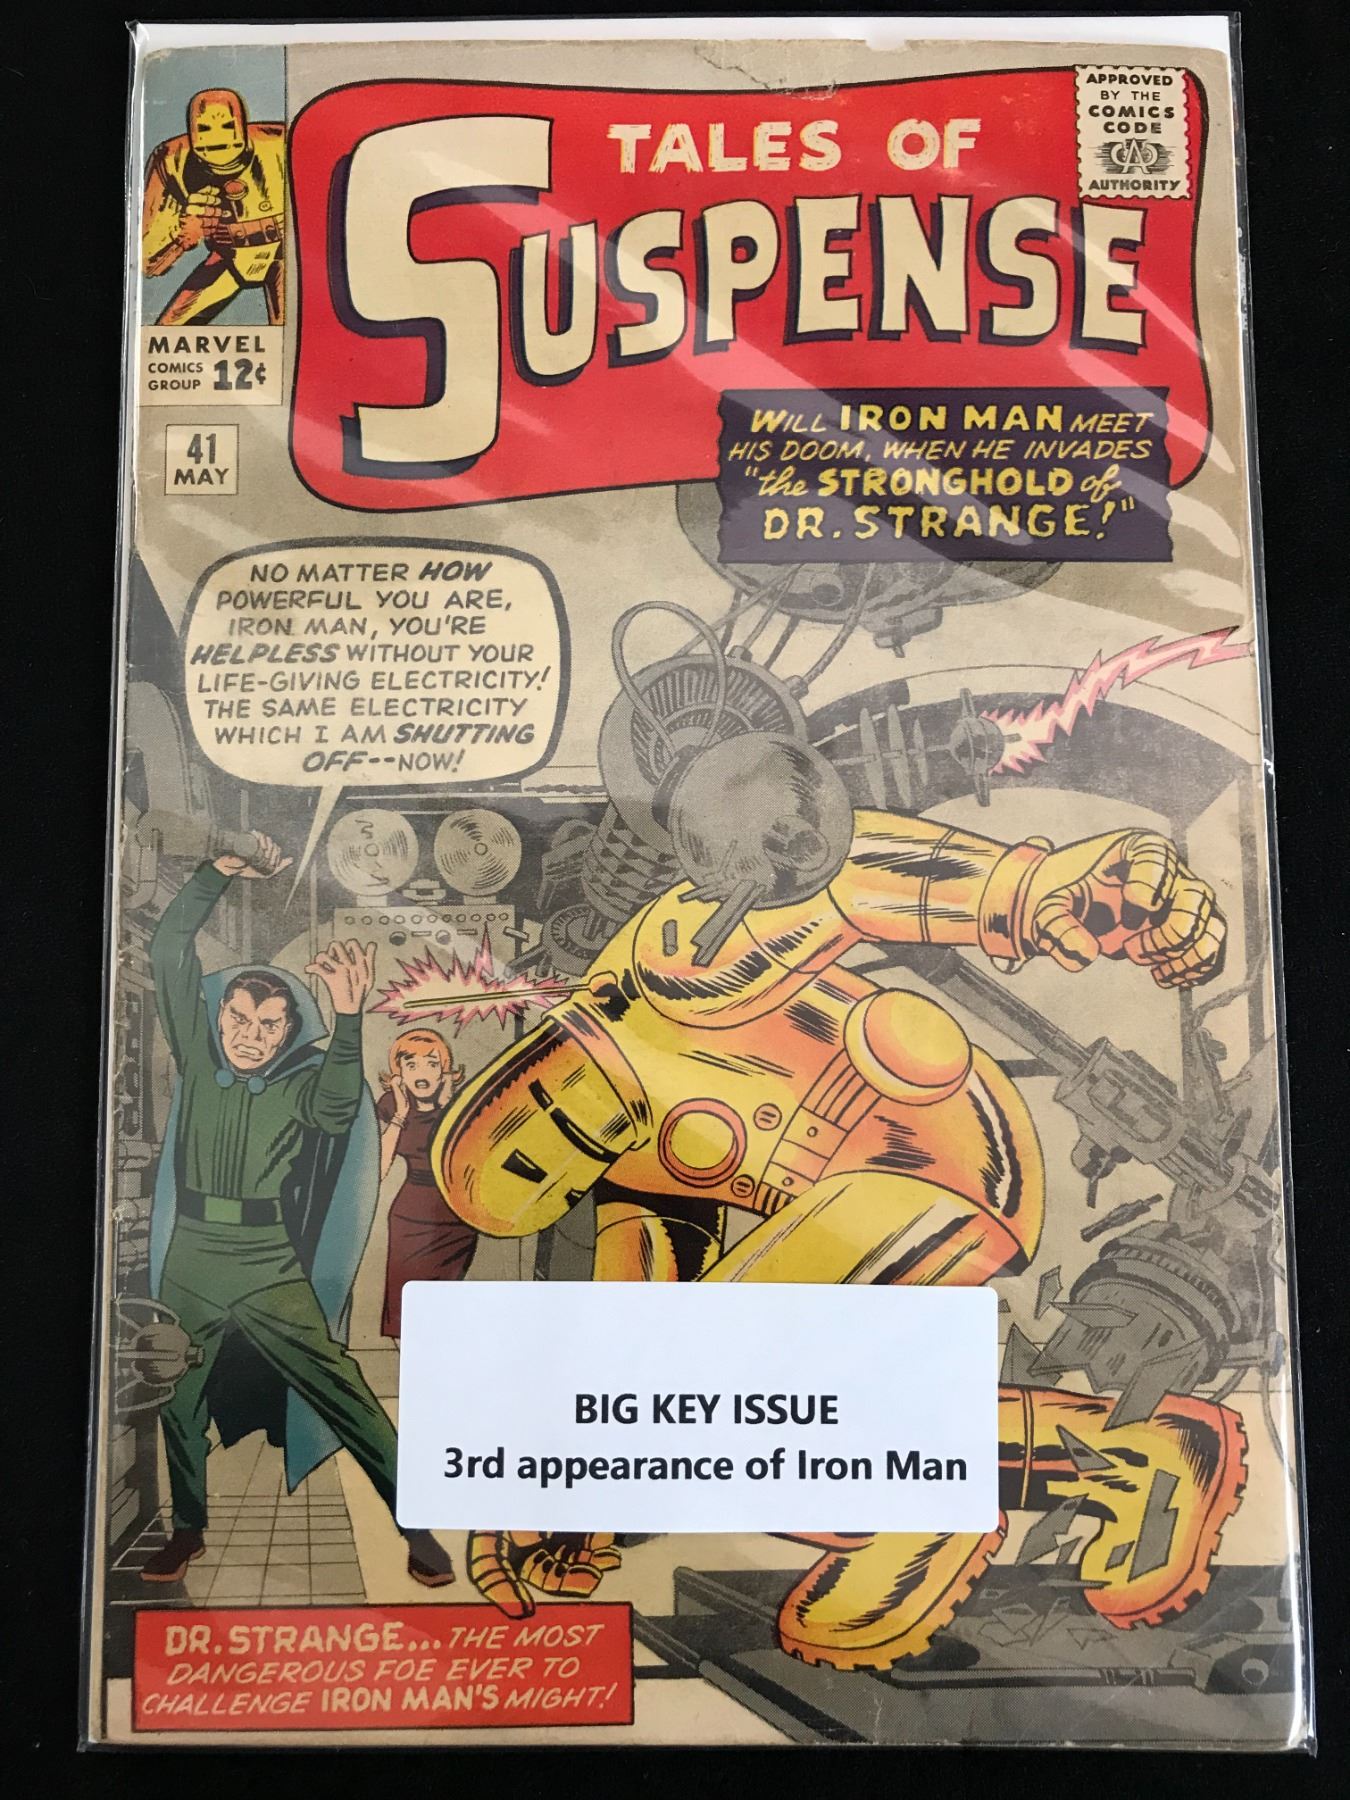 TALES OF
SUSPENSE
APPROVED
BY THE
COMICS
CODE
CA
AUTHORITY
MARVEL
COMICS
GROUP 12¢
41
MAY
WILL IRON MAN MEET
HIS DOOM, WHEN HE INVADES
"the STRONGHOLD of
DR. STRANGE!"
NO MATTER HOW
POWERFUL YOU ARE,
IRON MAN, YOU'RE
HELPLESS WITHOUT YOUR
LIFE-GIVING ELECTRICITY!
THE SAME ELECTRICITY
WHICH I AM SHUTTING
OFF--NOW!
BIG KEY ISSUE
3rd appearance of Iron Man
DR. STRANGE...THE MOST
DANGEROUS FOE EVER TO
CHALLENGE IRON MAN'S MIGHT!